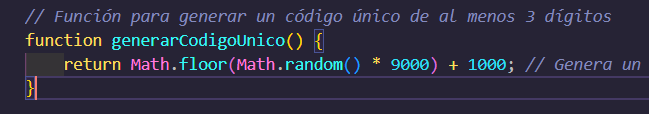 // Función para generar un código único de al menos 3 dígitos
function generarCodigoUnico() {
return Math.floor(Math.random() * 9000) + 1000; // Genera un
}